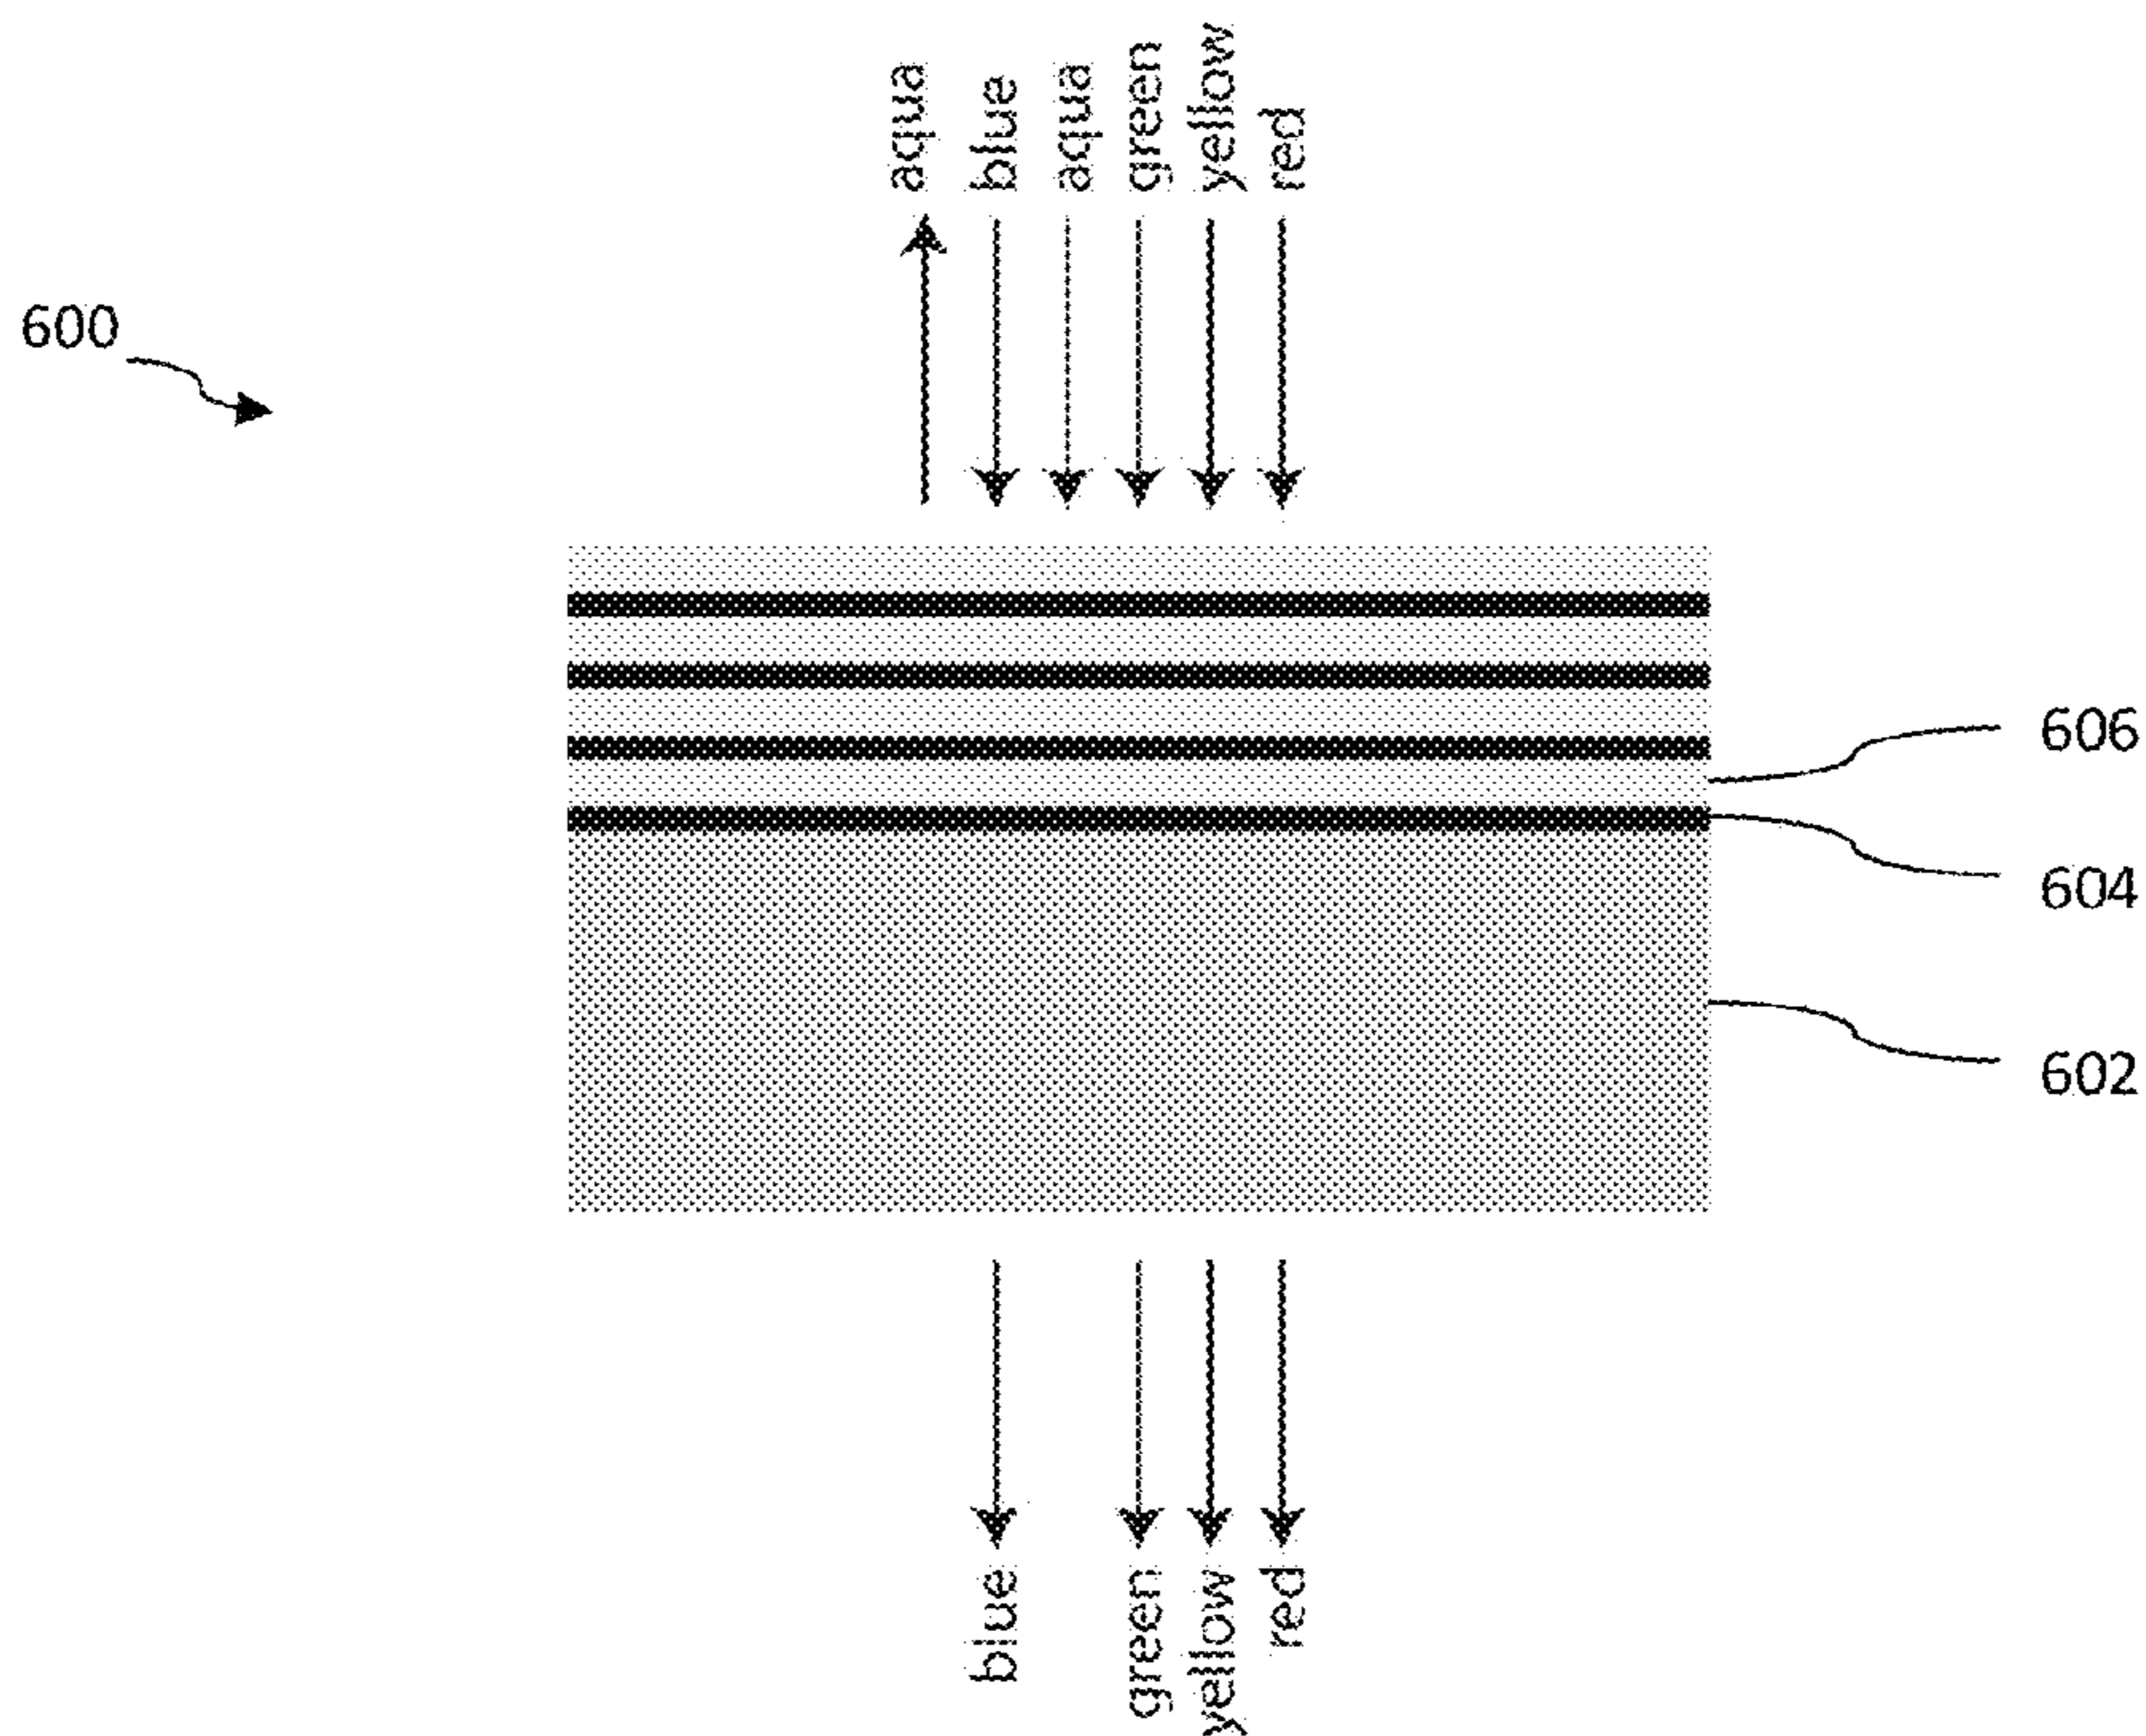 aqua
blue
aqua
green
yellow
red
600
606
604
602
blue
green
yellow
red